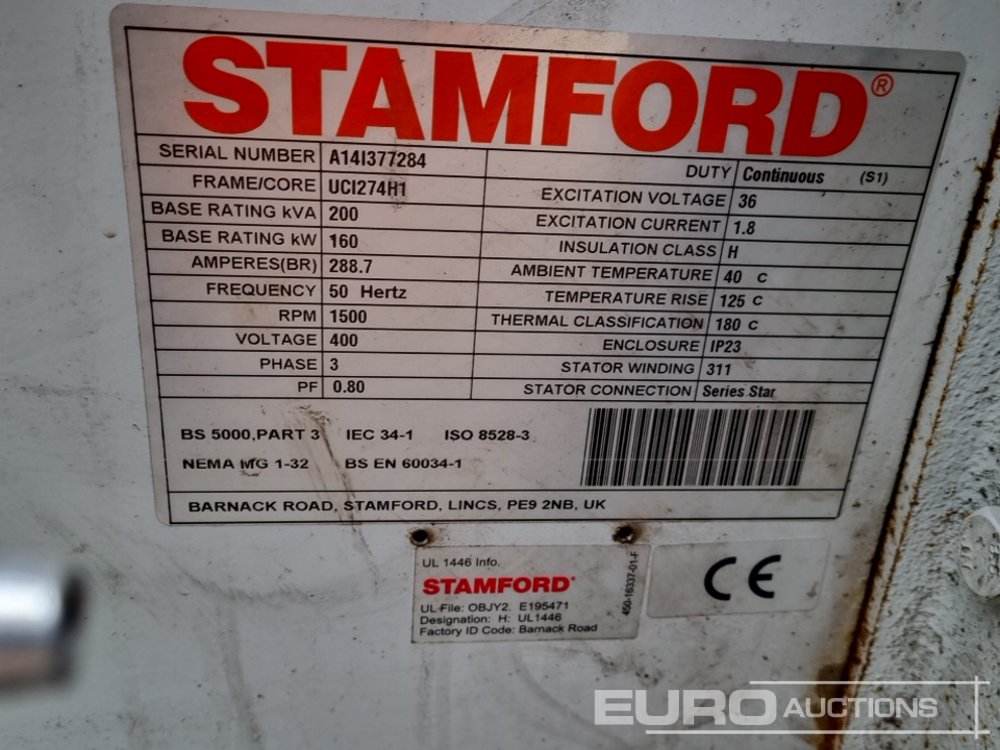 STAMFORD®
SERIAL NUMBER A14I377284
FRAME/CORE UCI274H1
BASE RATING kVA 200
BASE RATING kW 160
AMPERES(BR) 288.7
FREQUENCY 50 Hertz
RPM 1500
VOLTAGE 400
PHASE 3
PF 0.80
DUTY Continuous (S1)
EXCITATION VOLTAGE 36
EXCITATION CURRENT 1.8
INSULATION CLASS H
AMBIENT TEMPERATURE 40 C
TEMPERATURE RISE 125 C
THERMAL CLASSIFICATION 180 C
ENCLOSURE IP23
STATOR WINDING 311
STATOR CONNECTION Series Star
BS 5000,PART 3 IEC 34-1 ISO 8528-3
NEMA MG 1-32 BS EN 60034-1
BARNACK ROAD, STAMFORD, LINCS, PE9 2NB, UK
UL 1446 Info.
STAMFORD
UL File: OBJY2. E195471
Designation: H: UL1446
Factory ID Code: Barnack Road
450-16337-01-F
CE
EURO AUCTIONS